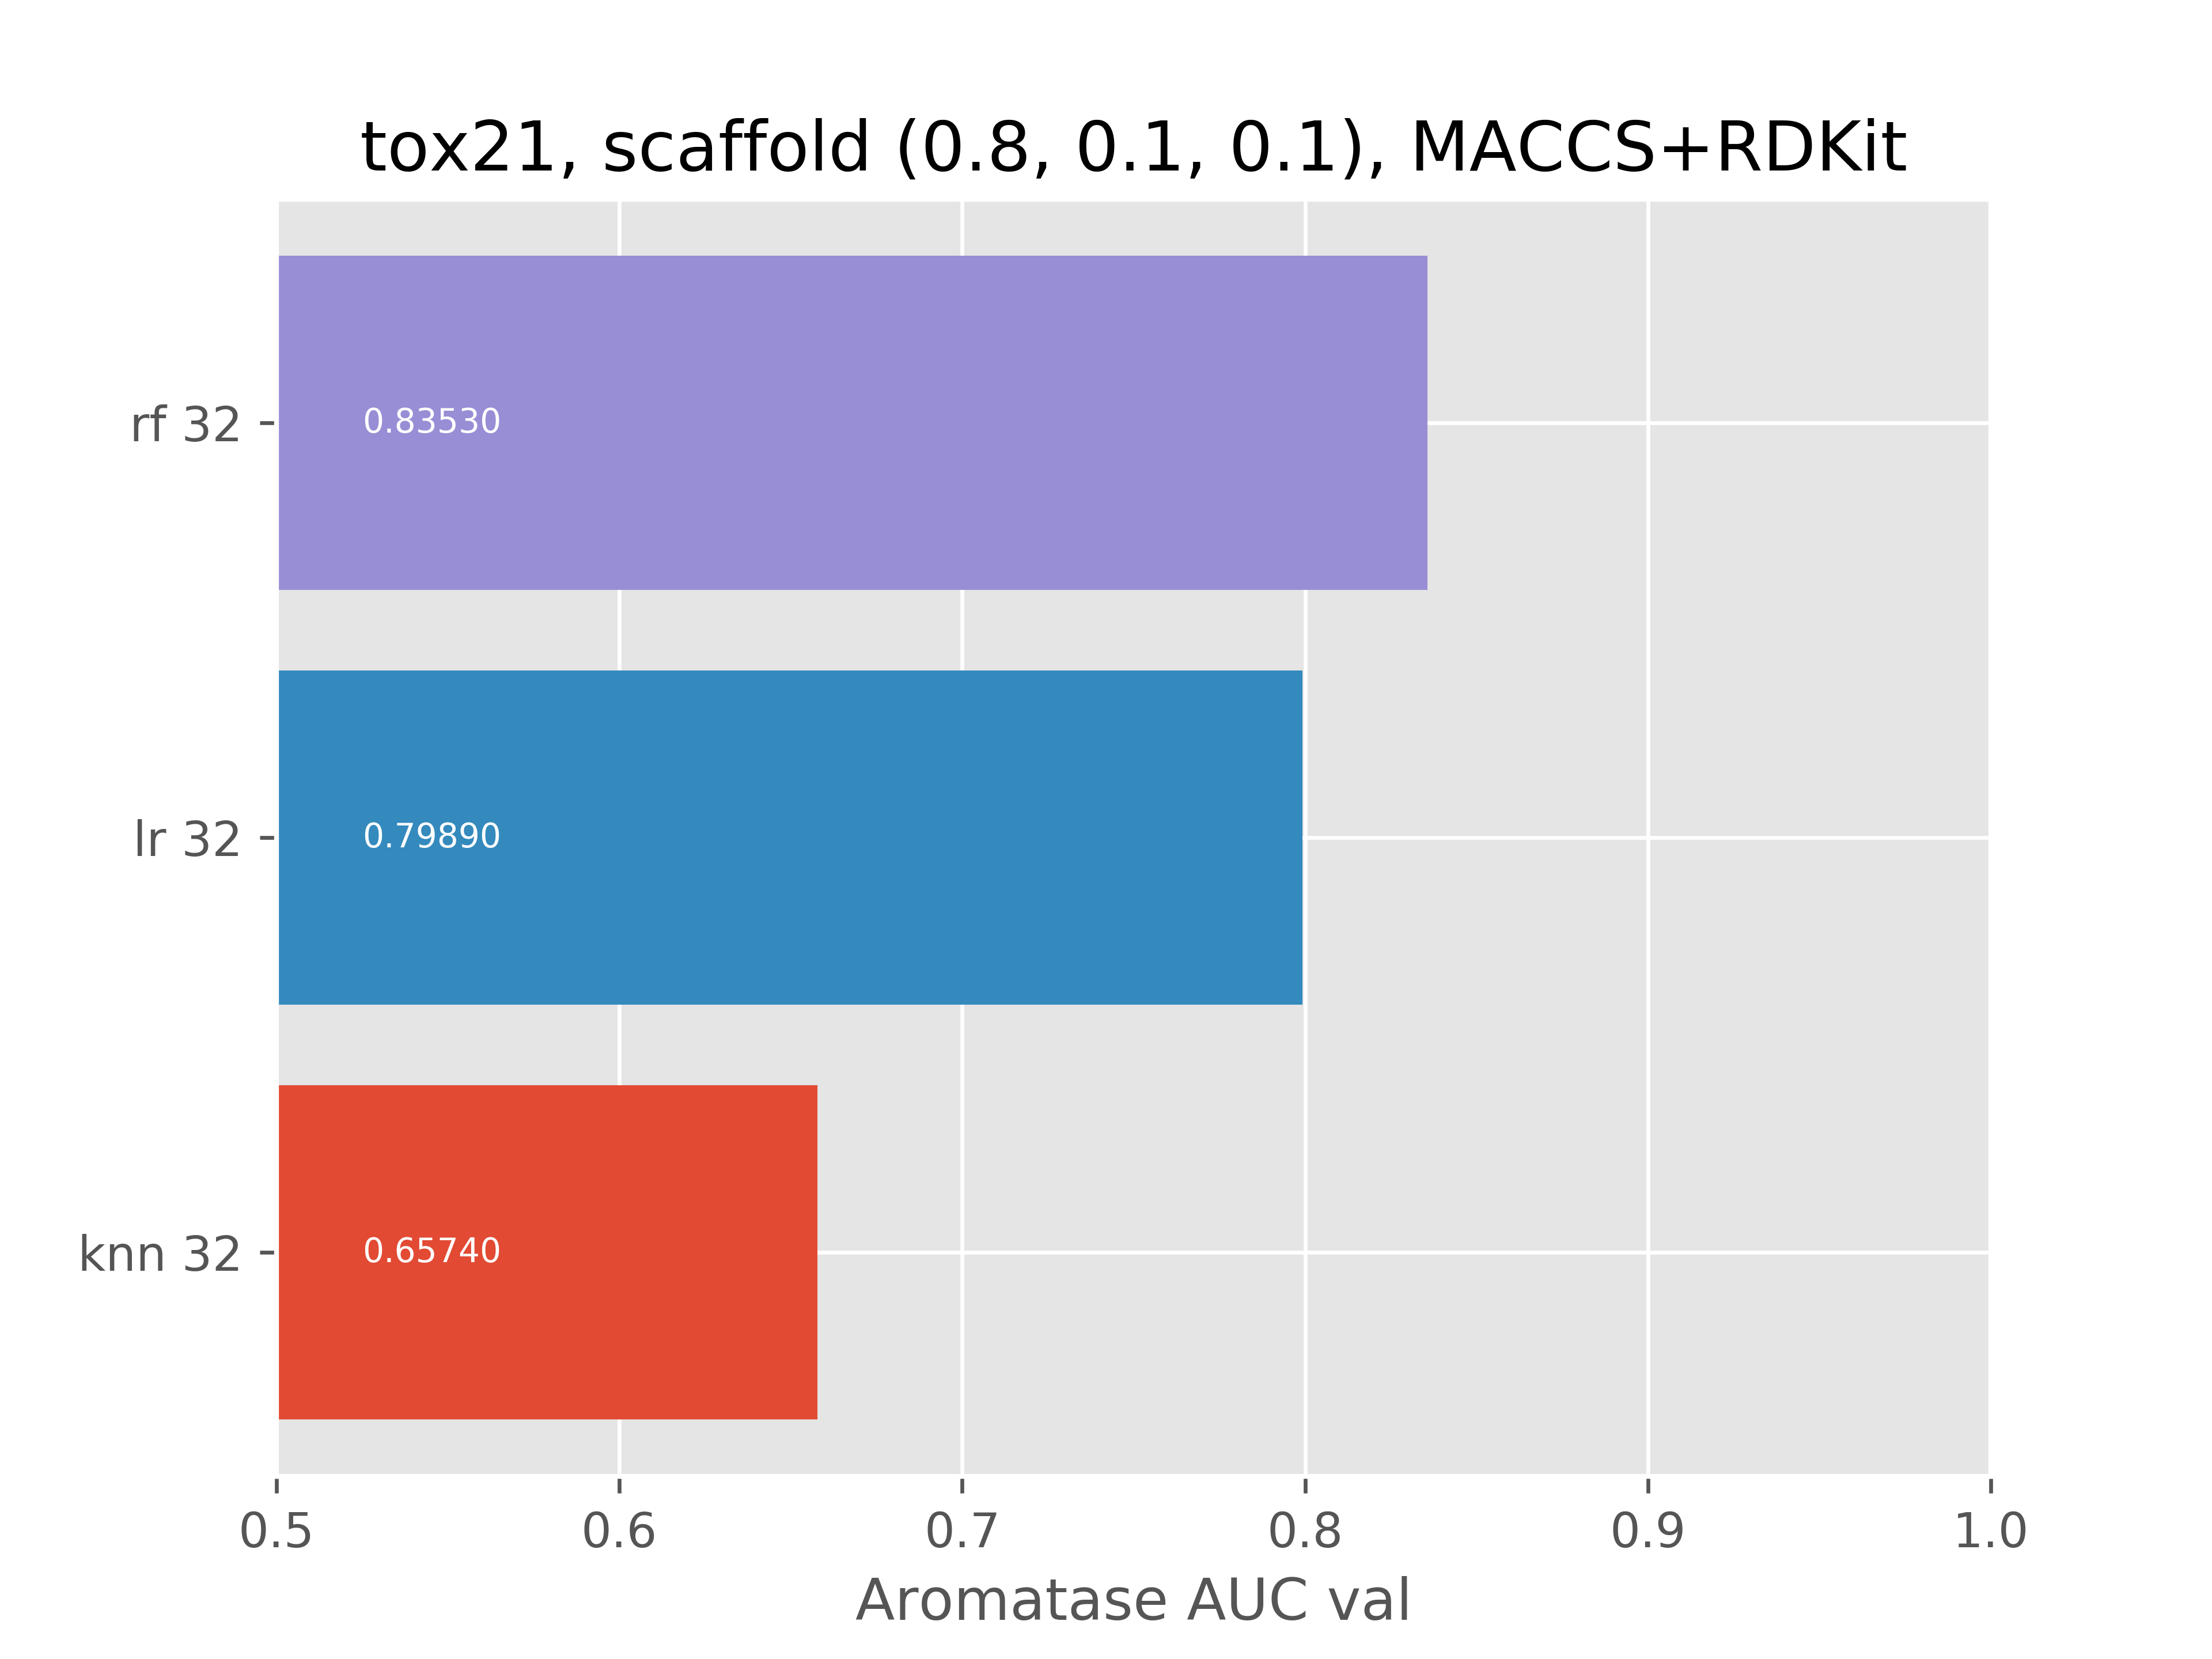 tox21, scaffold (0.8, 0.1, 0.1), MACCS+RDKit
rf 32
0.83530
lr 32
0.79890
knn 32
0.65740
0.5 0.6 0.7 0.8 0.9 1.0
Aromatase AUC val